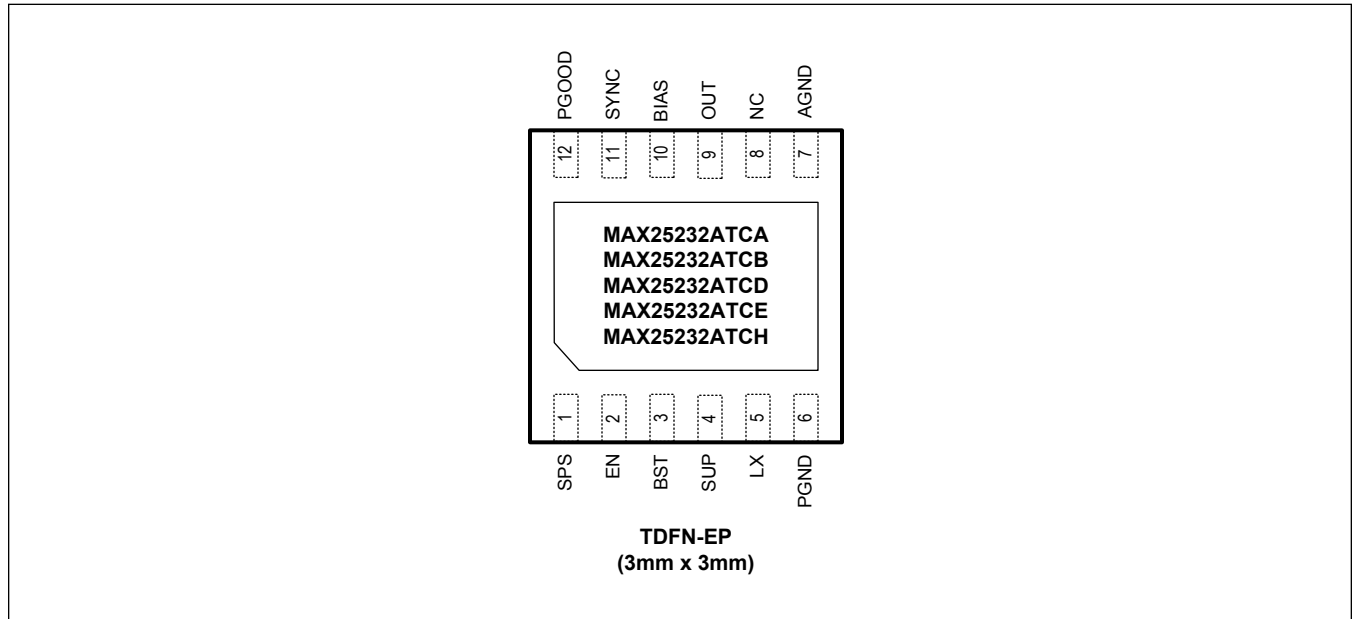 PGOOD SYNC BIAS OUT NC AGND
12 11 10 9 8 7
MAX25232ATCA
MAX25232ATCB
MAX25232ATCD
MAX25232ATCE
MAX25232ATCH
1 2 3 4 5 6
SPS EN BST SUP LX PGND
TDFN-EP
(3mm x 3mm)